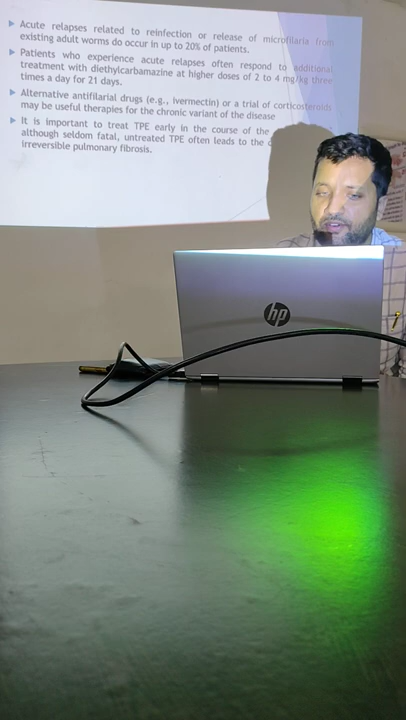 Acute relapses related to reinfection or release of microfilaria from
existing adult worms do occur in up to 20% of patients.
Patients who experience acute relapses often respond to additional
treatment with diethylcarbamazine at higher doses of 2 to 4 mg/kg three
times a day for 21 days.
Alternative antifilarial drugs (e.g., ivermectin) or a trial of corticosteroids
may be useful therapies for the chronic variant of the disease
It is important to treat TPE early in the course of the
although seldom fatal, untreated TPE often leads to the
irreversible pulmonary fibrosis.
hp